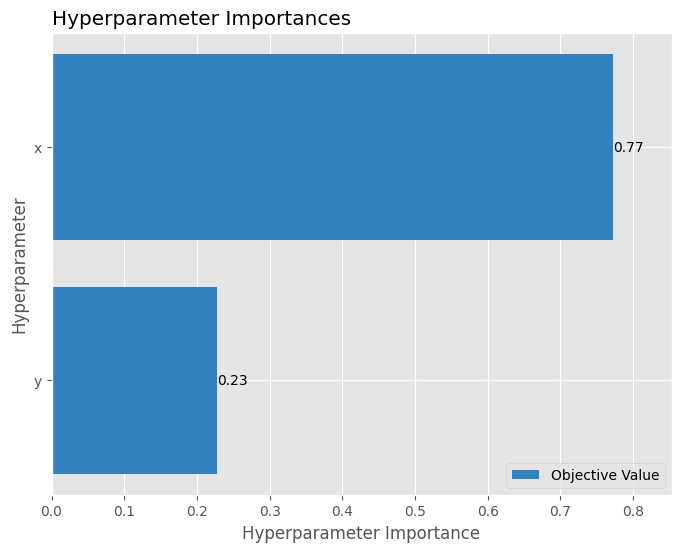 Hyperparameter Importances
Hyperparameter
x
0.77
y
0.23
Objective Value
0.0 0.1 0.2 0.3 0.4 0.5 0.6 0.7 0.8
Hyperparameter Importance